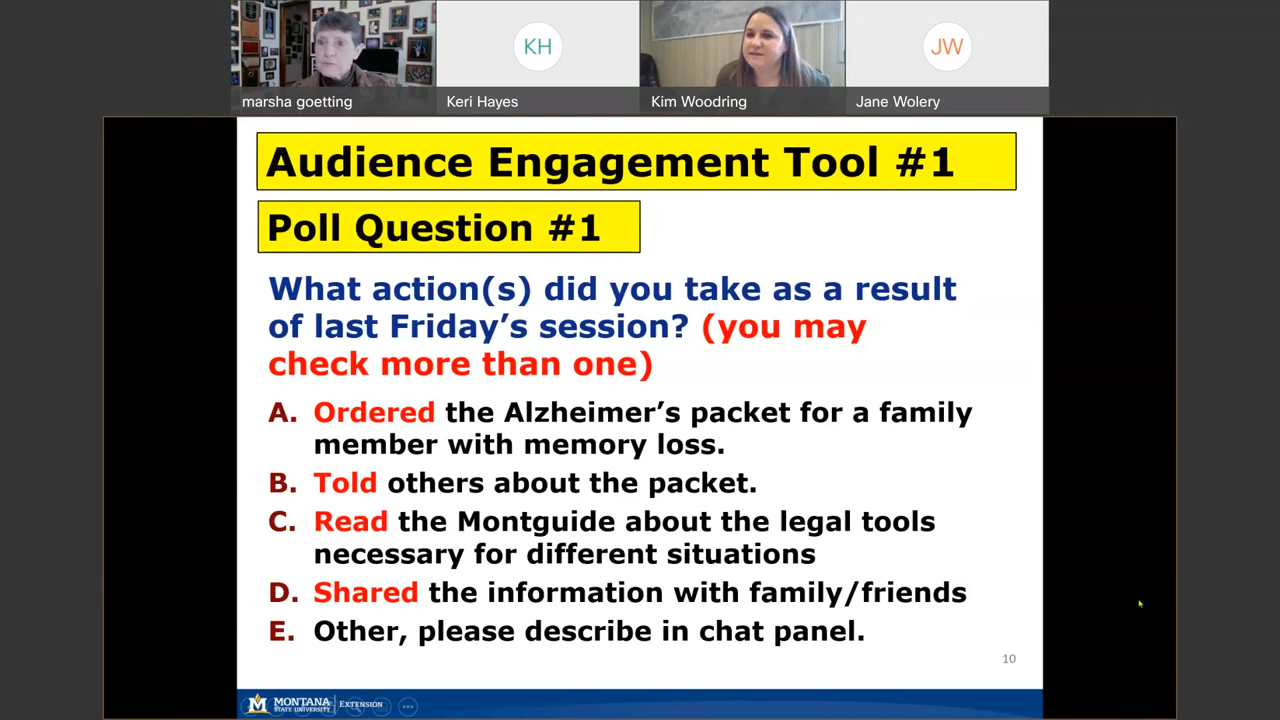 KH
JW
marsha goetting
Keri Hayes
Kim Woodring
Jane Wolery
Audience Engagement Tool #1
Poll Question #1
What action(s) did you take as a result
of last Friday’s session? (you may
check more than one)
A. Ordered the Alzheimer’s packet for a family
member with memory loss.
B. Told others about the packet.
C. Read the Montguide about the legal tools
necessary for different situations
D. Shared the information with family/friends
E. Other, please describe in chat panel.
10
M MONTANA
STATE UNIVERSITY
EXTENSION